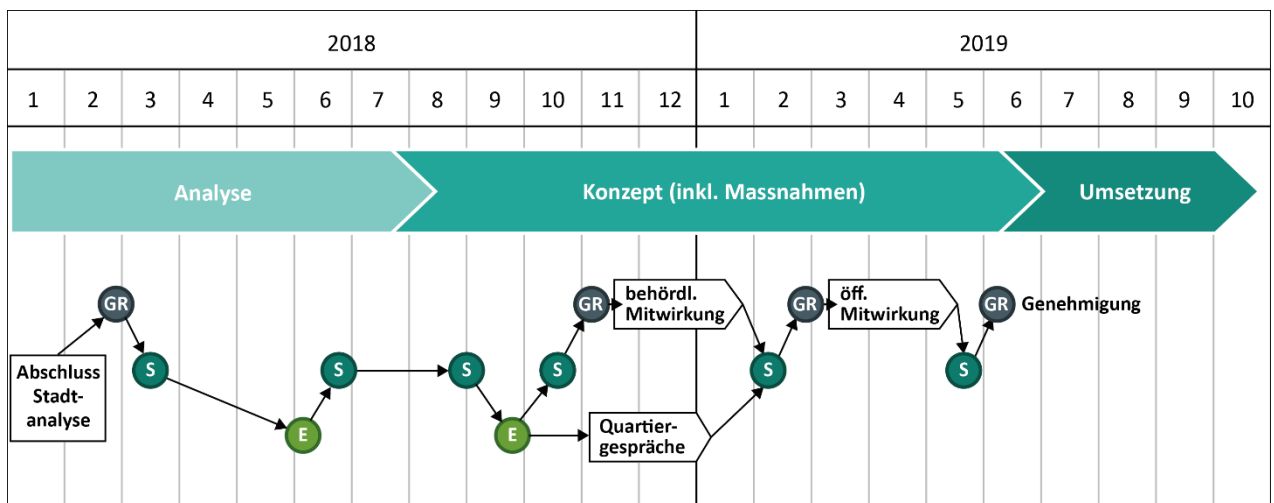 2018 2019
1 2 3 4 5 6 7 8 9 10 11 12 1 2 3 4 5 6 7 8 9 10
Analyse Konzept (inkl. Massnahmen) Umsetzung
GR GR behördl. GR öff. GR Genehmigung
Mitwirkung Mitwirkung
Abschluss S S S S S S
Stadt-
analyse
E E Quartier-
gespräche